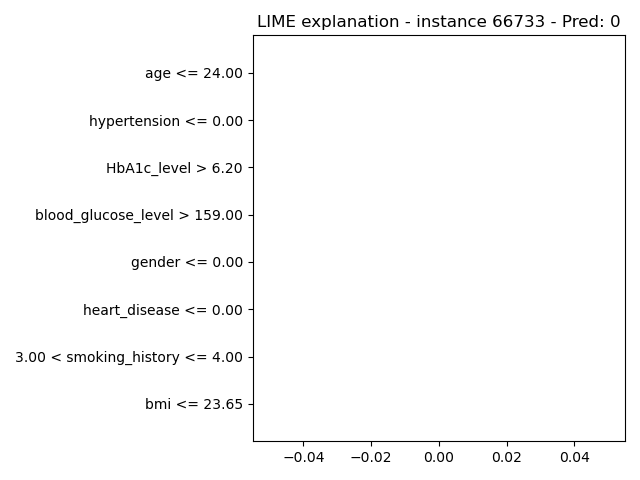 LIME explanation - instance 66733 - Pred: 0
age <= 24.00
hypertension <= 0.00
HbA1c_level > 6.20
blood_glucose_level > 159.00
gender <= 0.00
heart_disease <= 0.00
3.00 < smoking_history <= 4.00
bmi <= 23.65
−0.04 −0.02 0.00 0.02 0.04